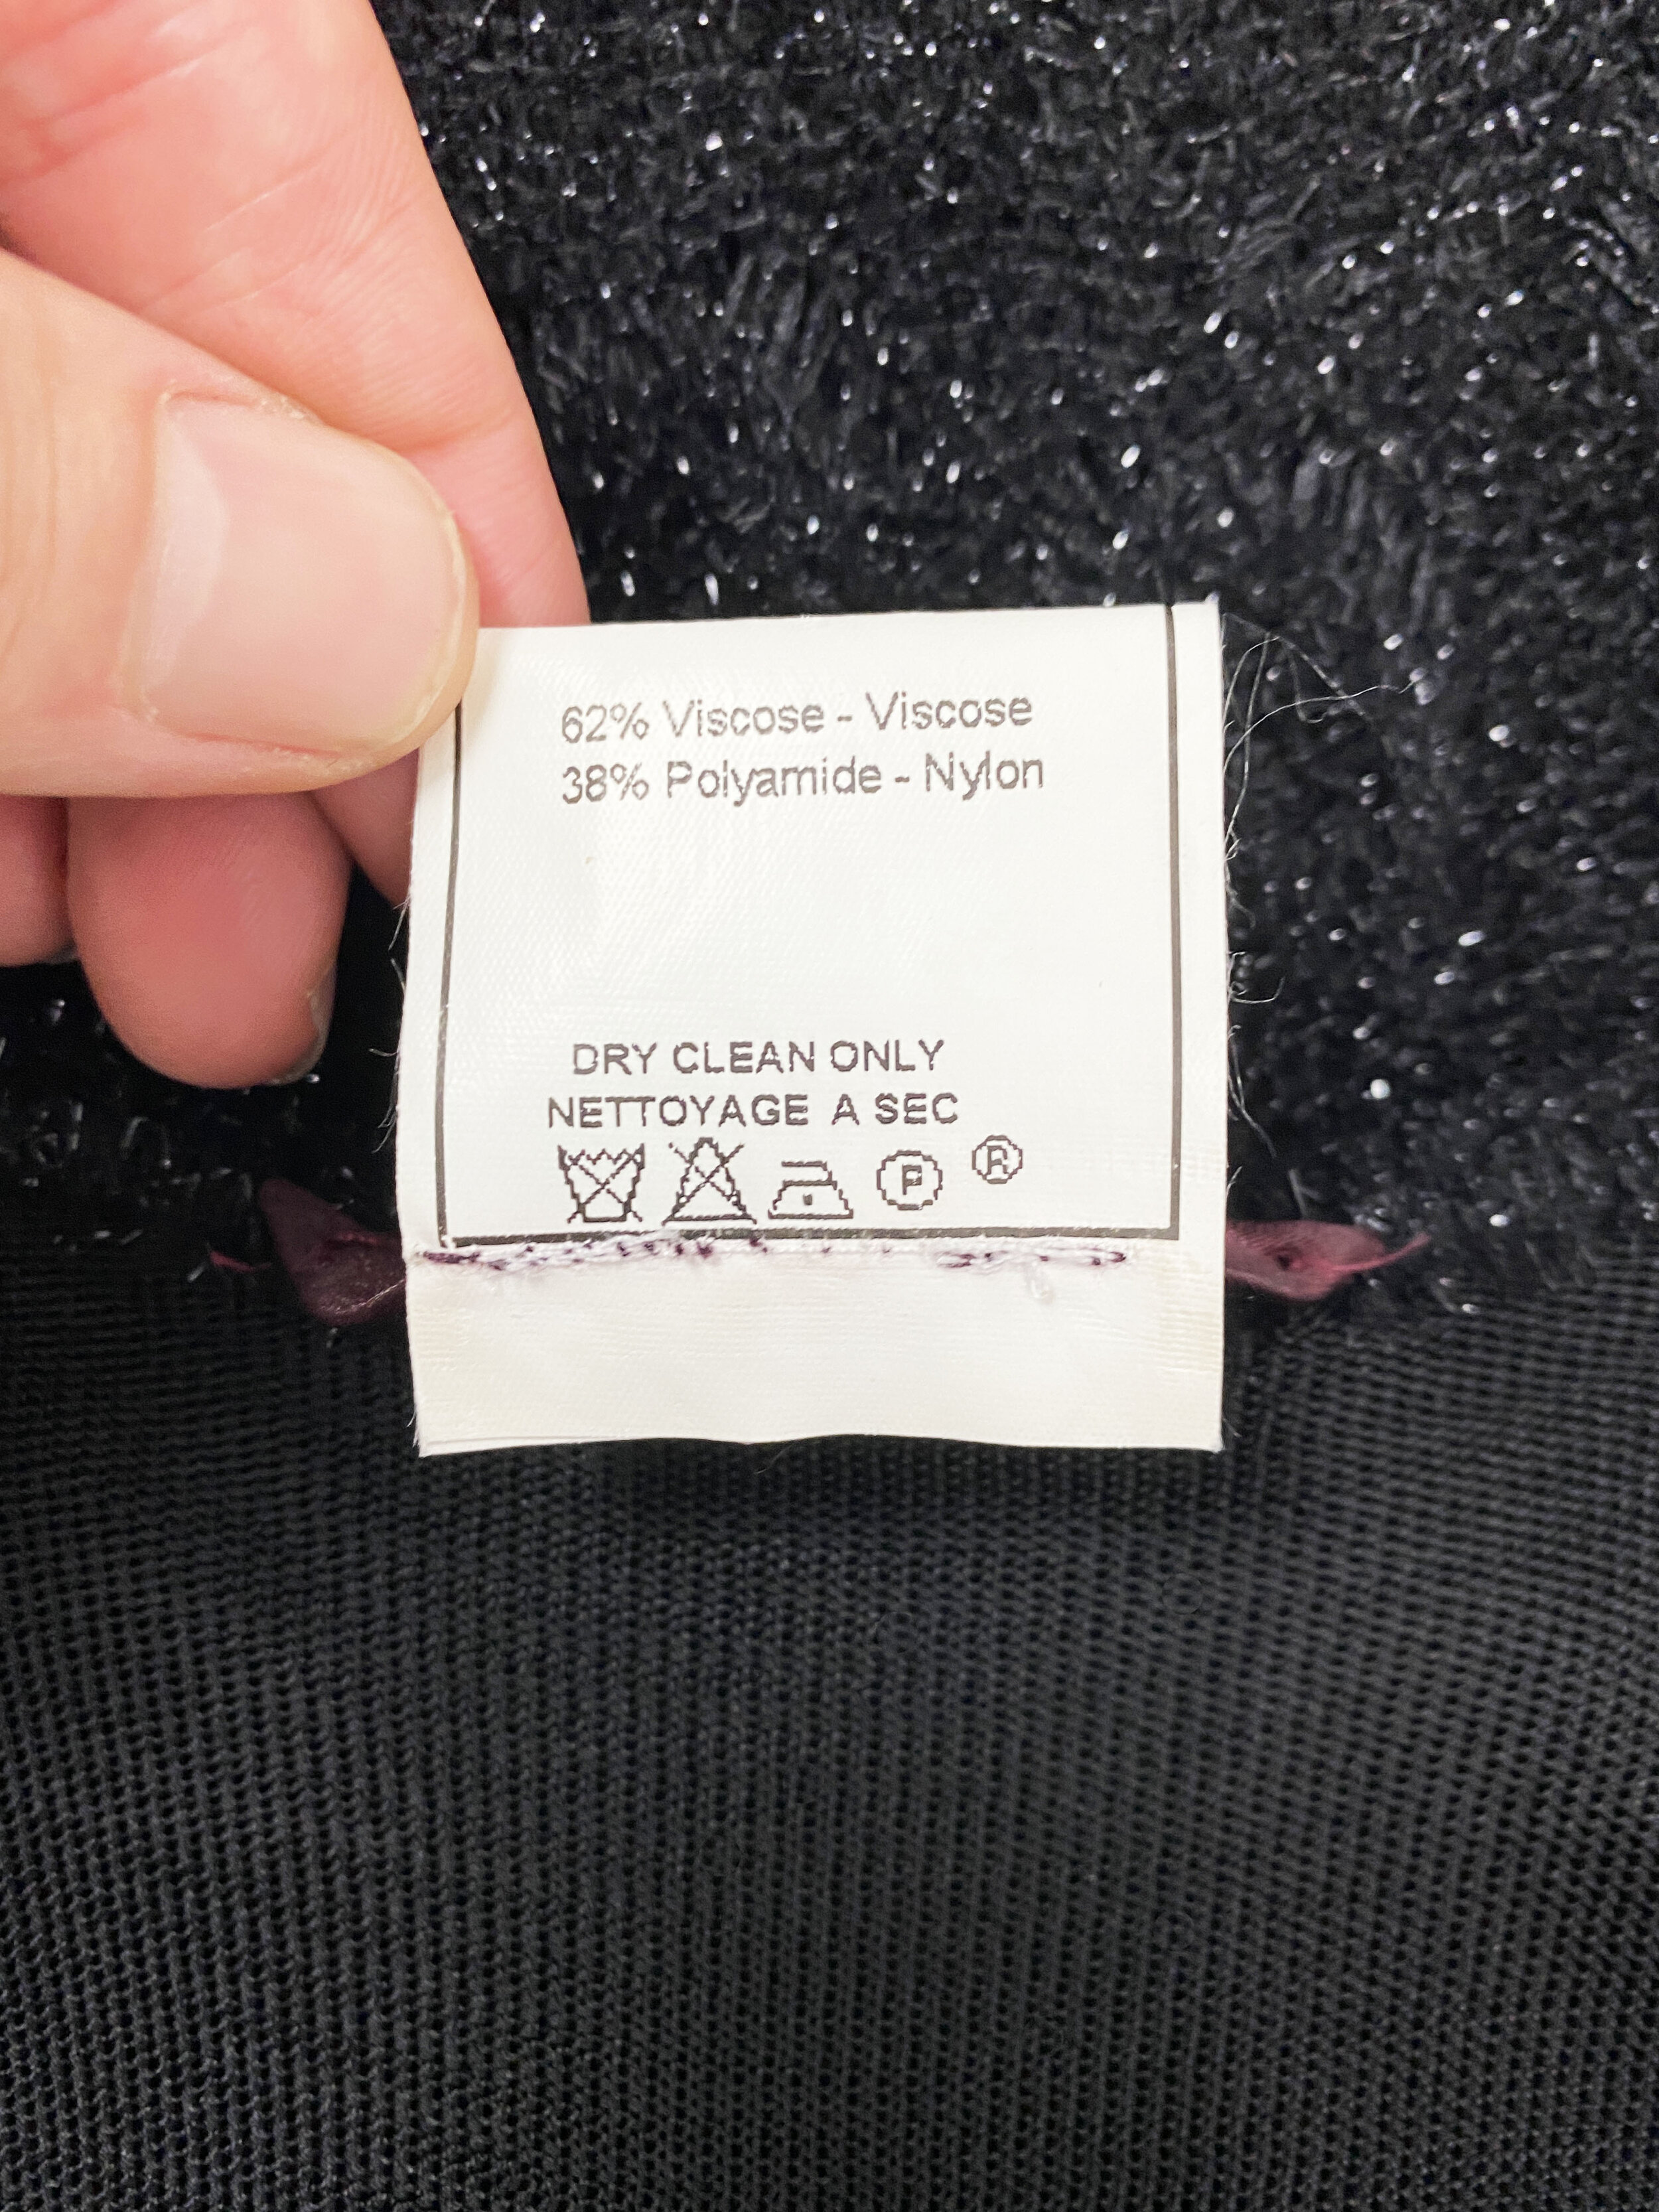 62% Viscose - Viscose
38% Polyamide - Nylon
DRY CLEAN ONLY
NETTOYAGE A SEC
P ®